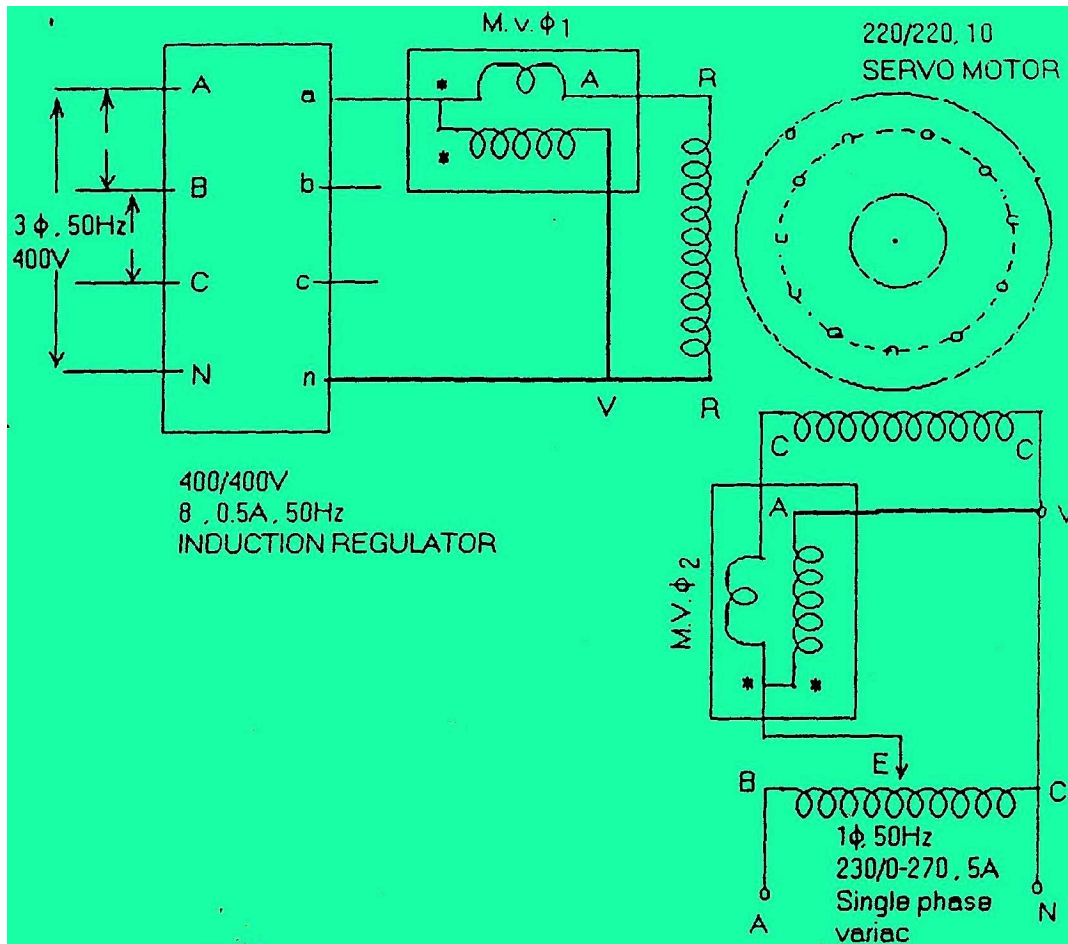 M.V.ϕ1
220/220, 10
SERVO MOTOR
A
a
*
A
R
*
B
b
3 ϕ, 50Hz
400V
C
c
N
n
V
R
400/400V
8 , 0.5A, 50Hz
INDUCTION REGULATOR
C
C
A
V
M.V.ϕ2
* *
E
B
C
1ϕ, 50Hz
230/0-270, 5A
A
Single phase
N
variac